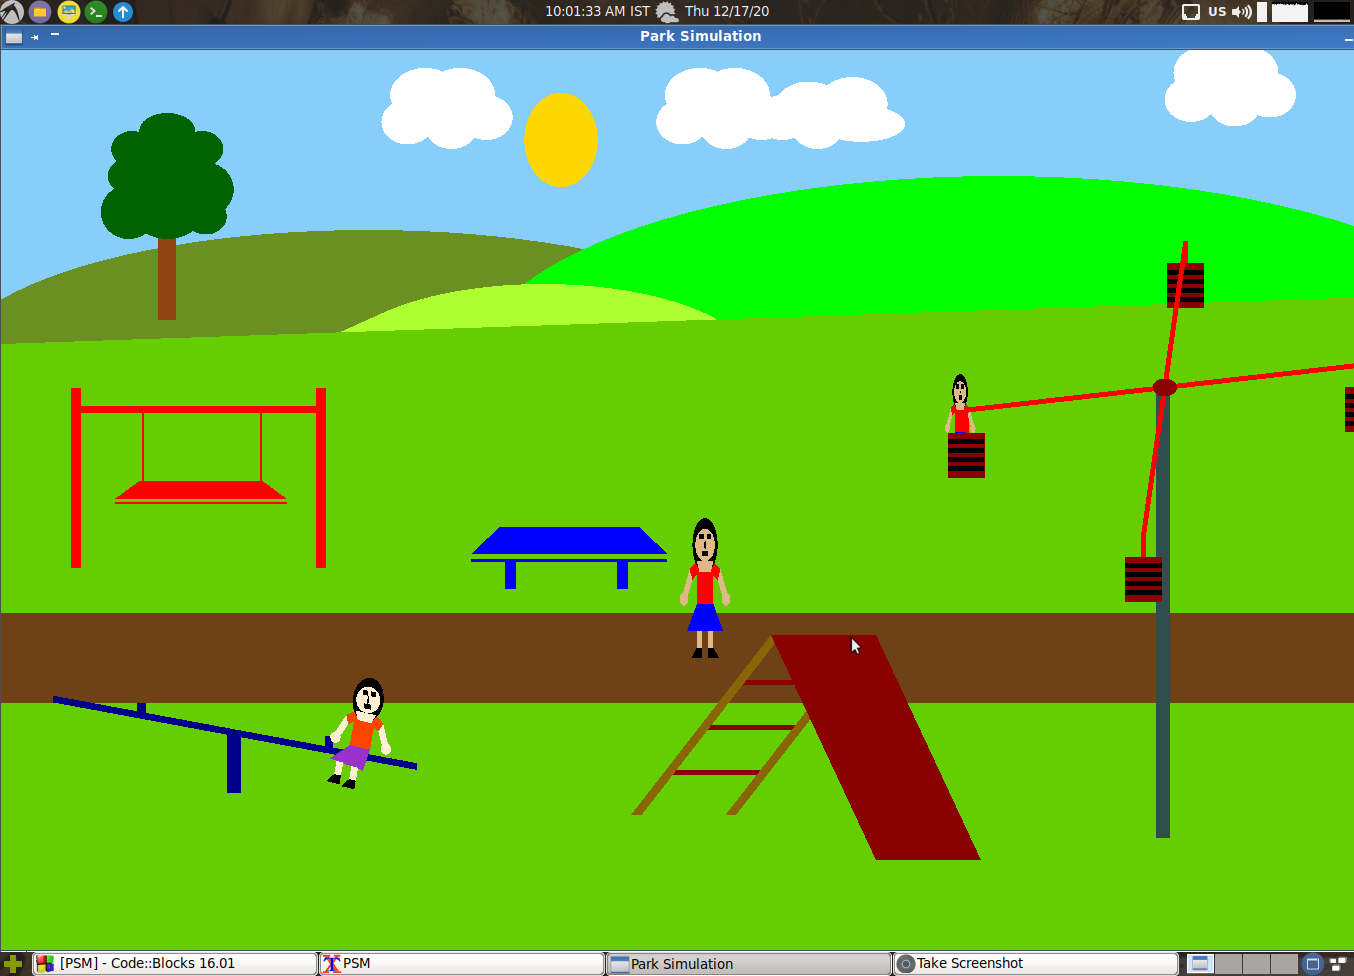 10:01:33 AM IST Thu 12/17/20 US
Park Simulation
[PSM] - Code::Blocks 16.01 PSM Park Simulation Take Screenshot